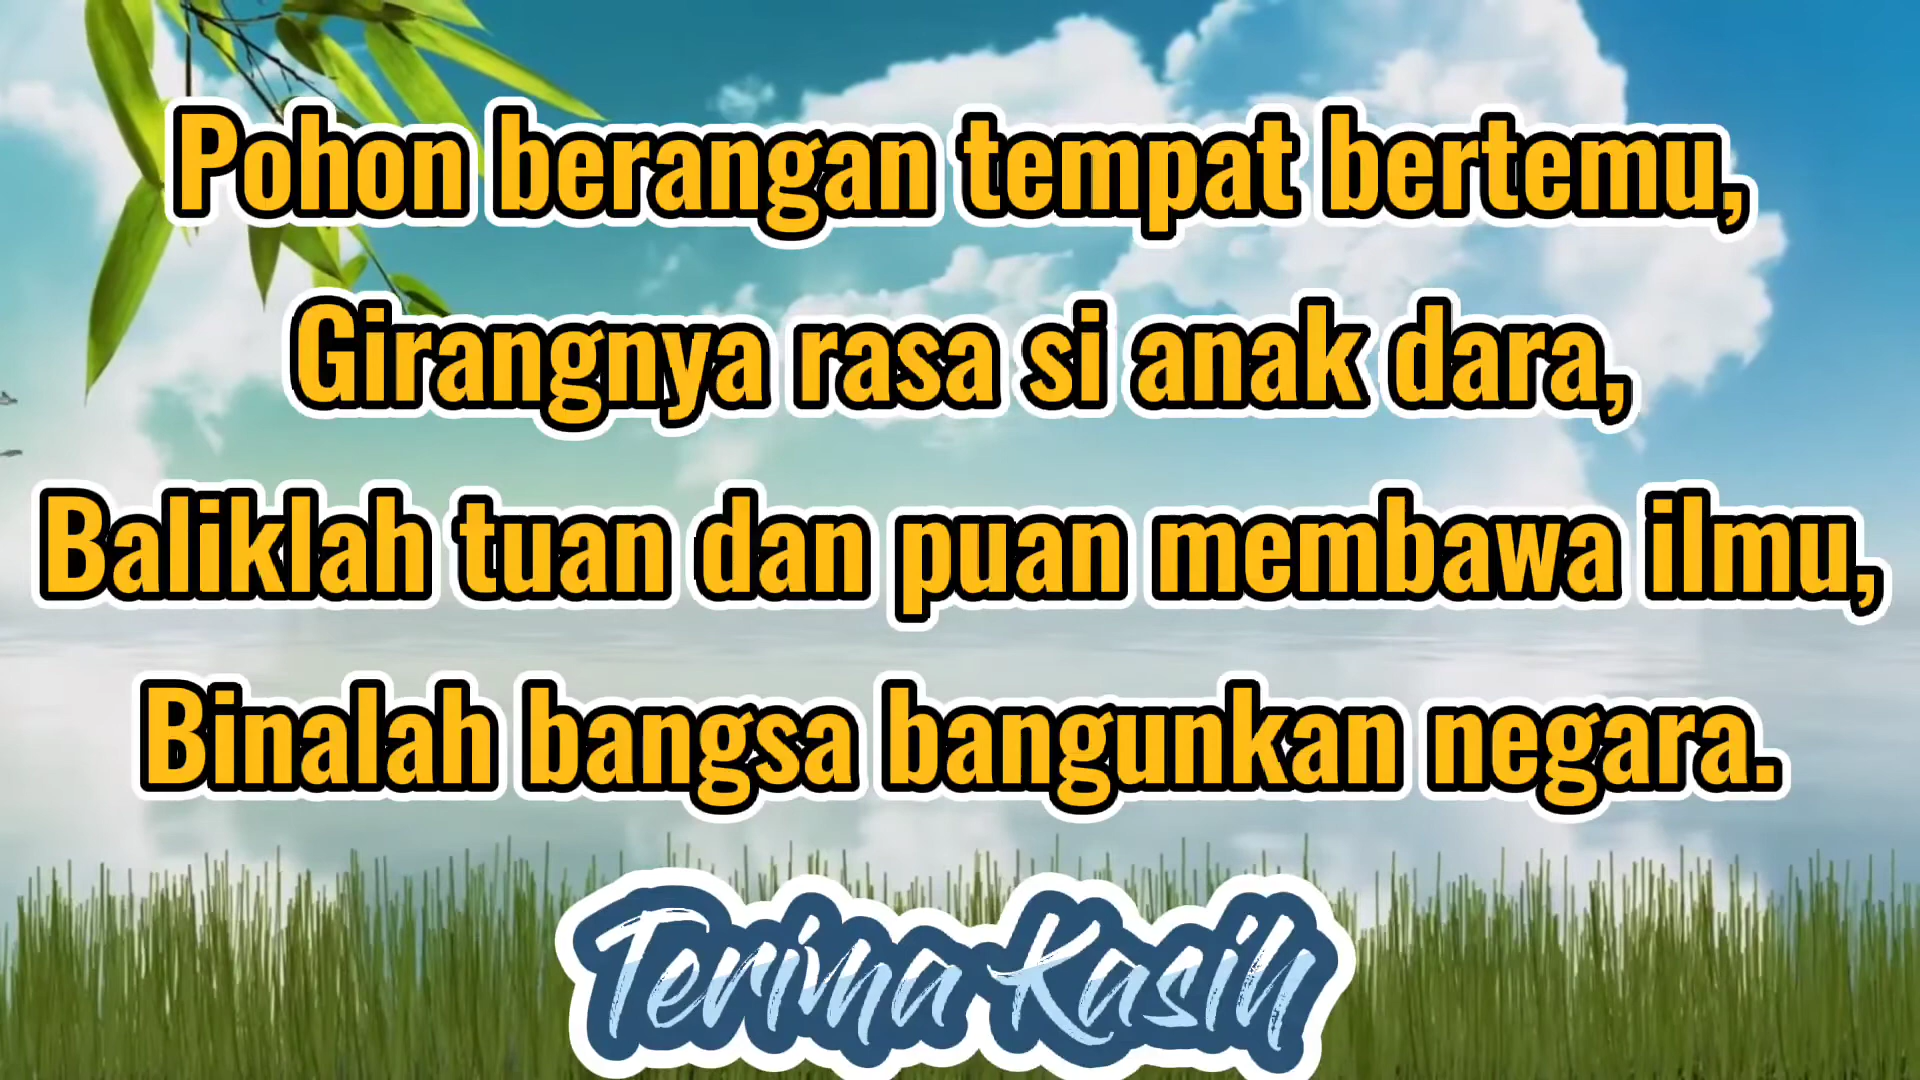 Pohon berangan tempat bertemu,
Girangnya rasa si anak dara,
Baliklah tuan dan puan membawa ilmu,
Binalah bangsa bangunkan negara.
Terima Kasih